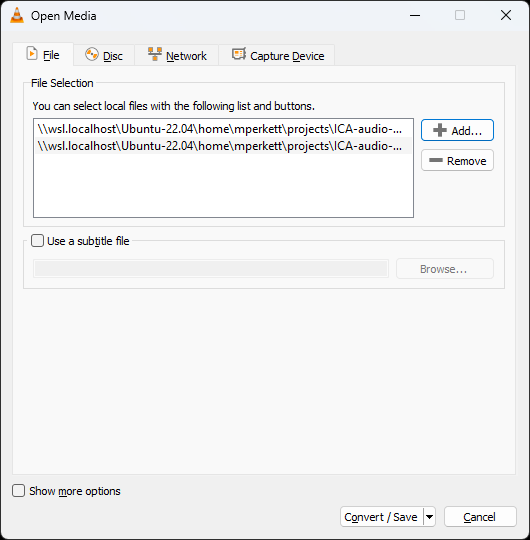 Open Media
File
Disc
Network
Capture Device
File Selection
You can select local files with the following list and buttons.
\\wsl.localhost\Ubuntu-22.04\home\mperkett\projects\ICA-audio-...
\\wsl.localhost\Ubuntu-22.04\home\mperkett\projects\ICA-audio-...
Add...
Remove
Use a subtitle file
Browse...
Show more options
Convert / Save
Cancel